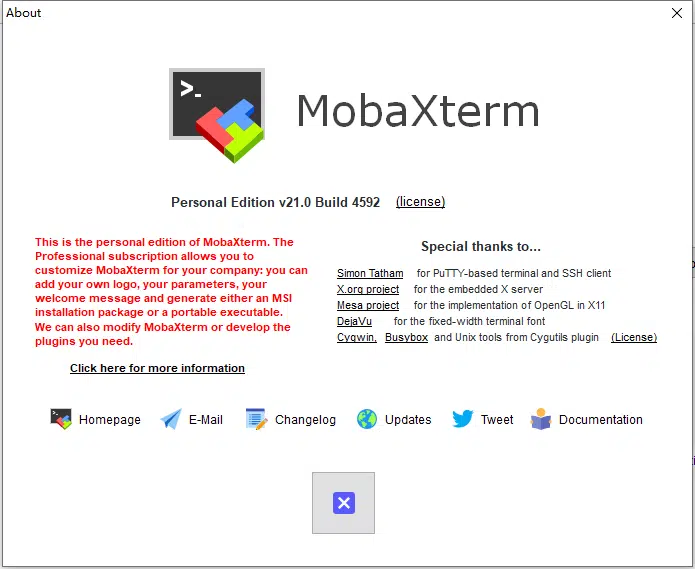 About
>_
MobaXterm
Personal Edition v21.0 Build 4592 (license)
This is the personal edition of MobaXterm. The
Professional subscription allows you to
customize MobaXterm for your company: you can
add your own logo, your parameters, your
welcome message and generate either an MSI
installation package or a portable executable.
We can also modify MobaXterm or develop the
plugins you need.
Click here for more information
Special thanks to...
Simon Tatham for PuTTY-based terminal and SSH client
X.org project for the embedded X server
Mesa project for the implementation of OpenGL in X11
DejaVu for the fixed-width terminal font
Cygwin, Busybox and Unix tools from Cygutils plugin (License)
Homepage E-Mail Changelog Updates Tweet Documentation